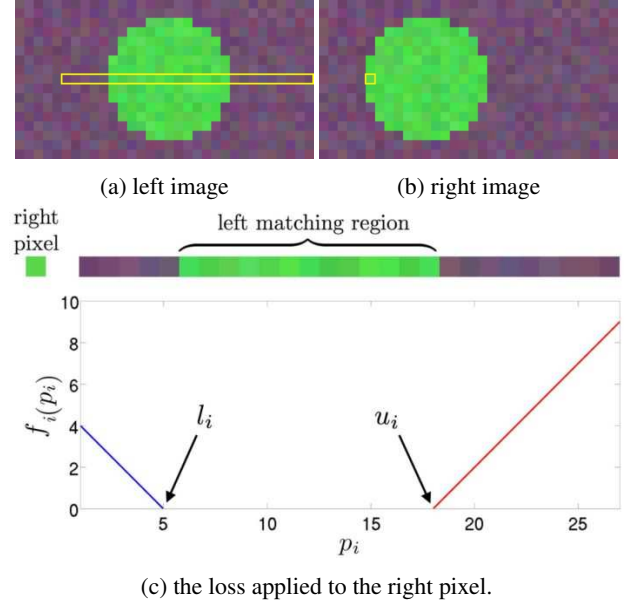 (a) left image
(b) right image
right
pixel
left matching region
10
8
6
4
2
0
f_i(p_i)
l_i
u_i
5
10
15
20
25
p_i
(c) the loss applied to the right pixel.